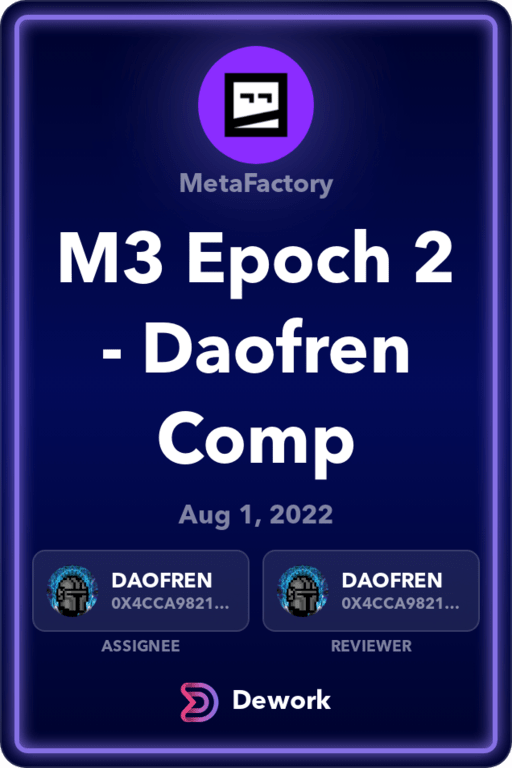 MetaFactory
M3 Epoch 2
- Daofren
Comp
Aug 1, 2022
DAOFREN
0X4CCA9821...
ASSIGNEE
DAOFREN
0X4CCA9821...
REVIEWER
Dework